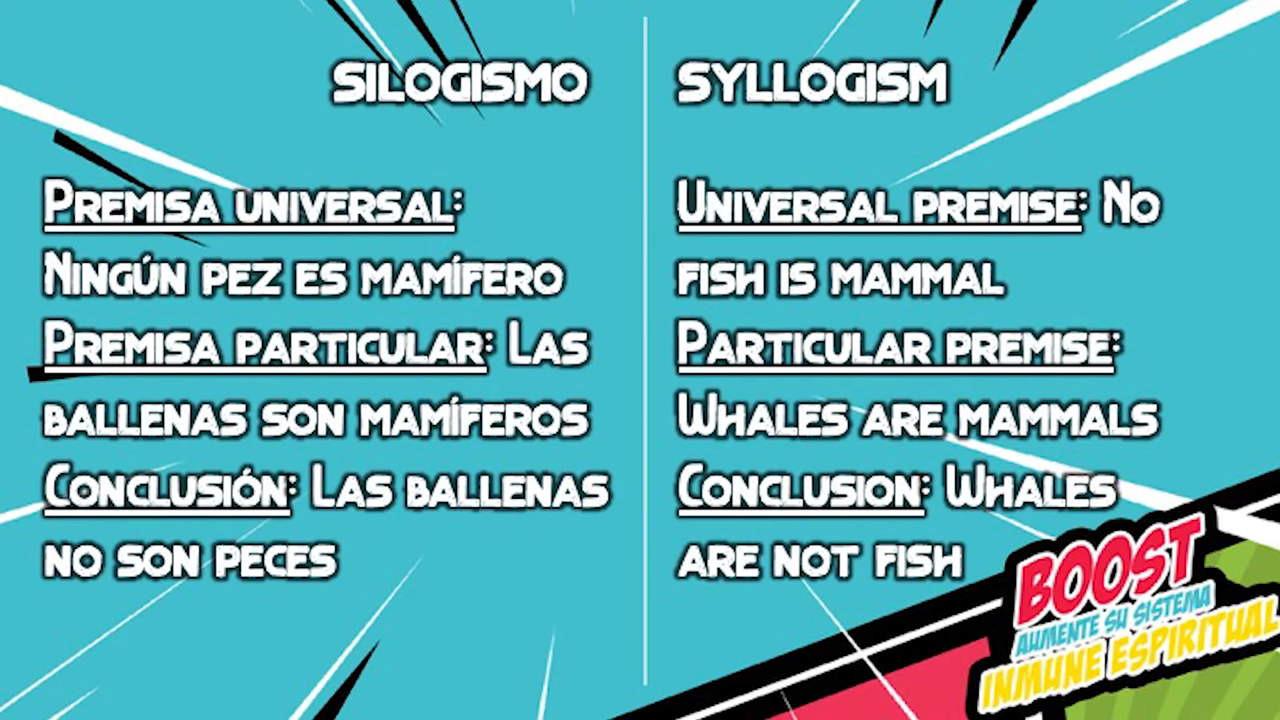 SILOGISMO
PREMISA UNIVERSAL:
NINGÚN PEZ ES MAMÍFERO
PREMISA PARTICULAR: LAS
BALLENAS SON MAMÍFEROS
CONCLUSIÓN: LAS BALLENAS
NO SON PECES
SYLLOGISM
UNIVERSAL PREMISE: NO
FISH IS MAMMAL
PARTICULAR PREMISE:
WHALES ARE MAMMALS
CONCLUSION: WHALES
ARE NOT FISH
BOOST
AUMENTE SU SISTEMA
INMUNE ESPIRITUAL